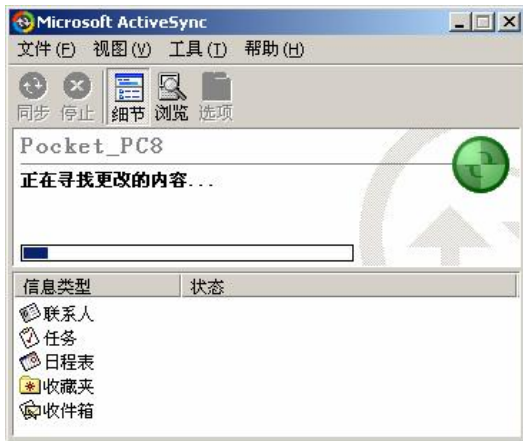 Microsoft ActiveSync
文件(F) 视图(V) 工具(T) 帮助(H)
同步 停止 细节 浏览 选项
Pocket_PC8
正在寻找更改的内容...
信息类型 状态
联系人
任务
日程表
收藏夹
收件箱